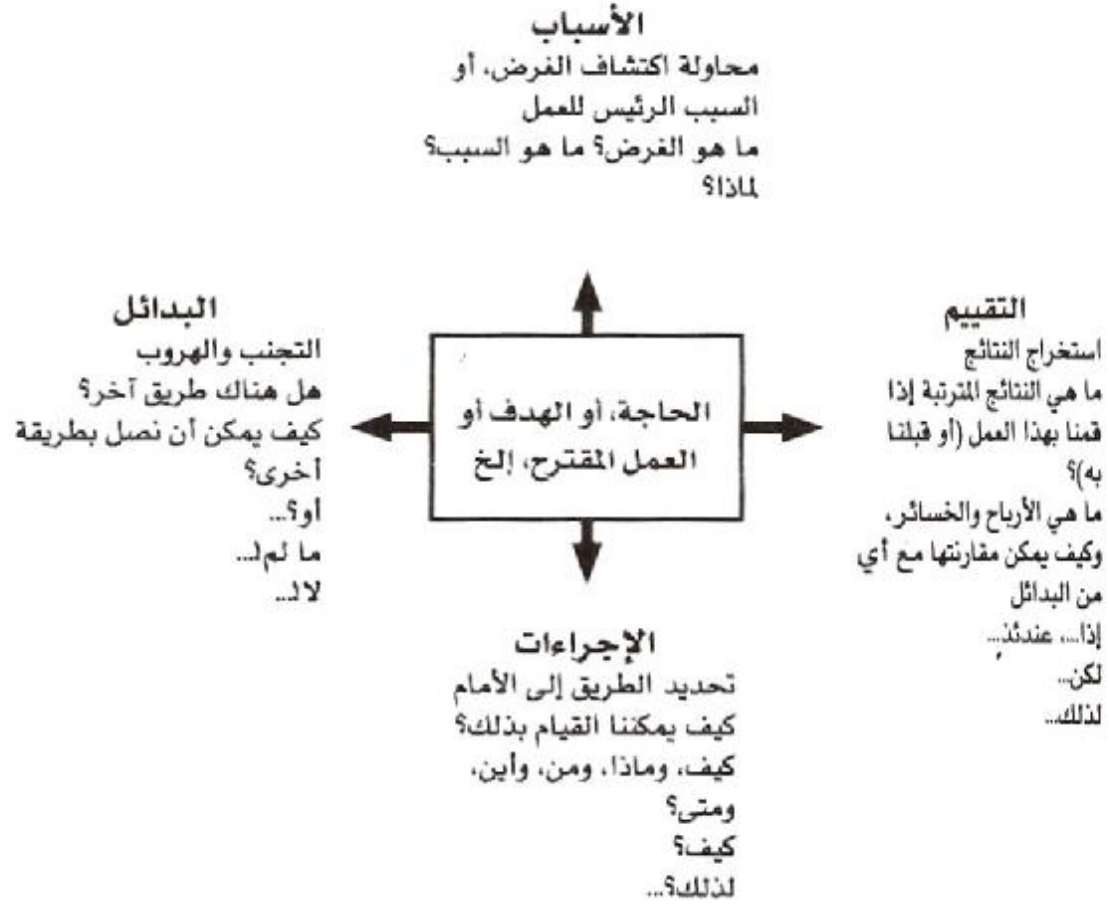 الأسباب
محاولة اكتشاف الغرض، أو
السبب الرئيس للعمل
ما هو الغرض؟ ما هو السبب؟
لماذا؟
التقييم
استخراج النتائج
ما هي النتائج المترتبة إذا
قمنا بهذا العمل (أو قبلنا
به)؟
ما هي الأرباح والخسائر،
وكيف يمكن مقارنتها مع أي
من البدائل
إذا...، عندئذٍ...
لكن...
لذلك...
الحاجة، أو الهدف أو
العمل المقترح، إلخ
البدائل
التجنب والهروب
هل هناك طريق آخر؟
كيف يمكن أن نصل بطريقة
أخرى؟
أو؟...
ما لم!...
لا!...
الإجراءات
تحديد الطريق إلى الأمام
كيف يمكننا القيام بذلك؟
كيف، وماذا، ومن، وأين،
ومتى؟
كيف؟
لذلك؟...